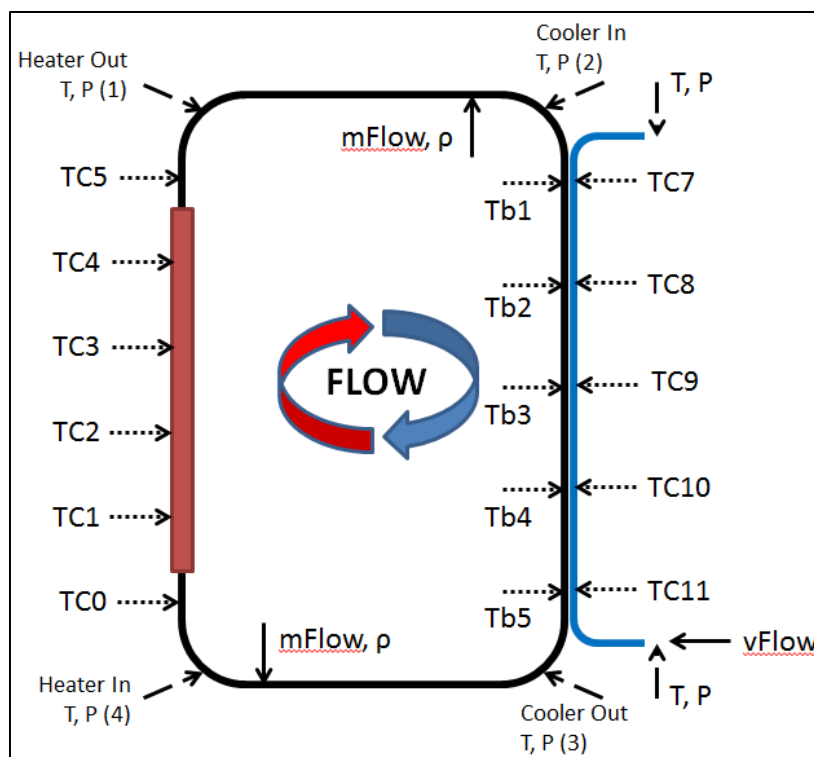 Heater Out
T, P (1)
Cooler In
T, P (2)
T, P
mFlow, ρ
TC5
TC7
Tb1
TC4
TC8
Tb2
TC3
FLOW
TC9
Tb3
TC2
TC10
Tb4
TC1
TC11
Tb5
TC0
mFlow, ρ
vFlow
Heater In
T, P (4)
T, P
Cooler Out
T, P (3)